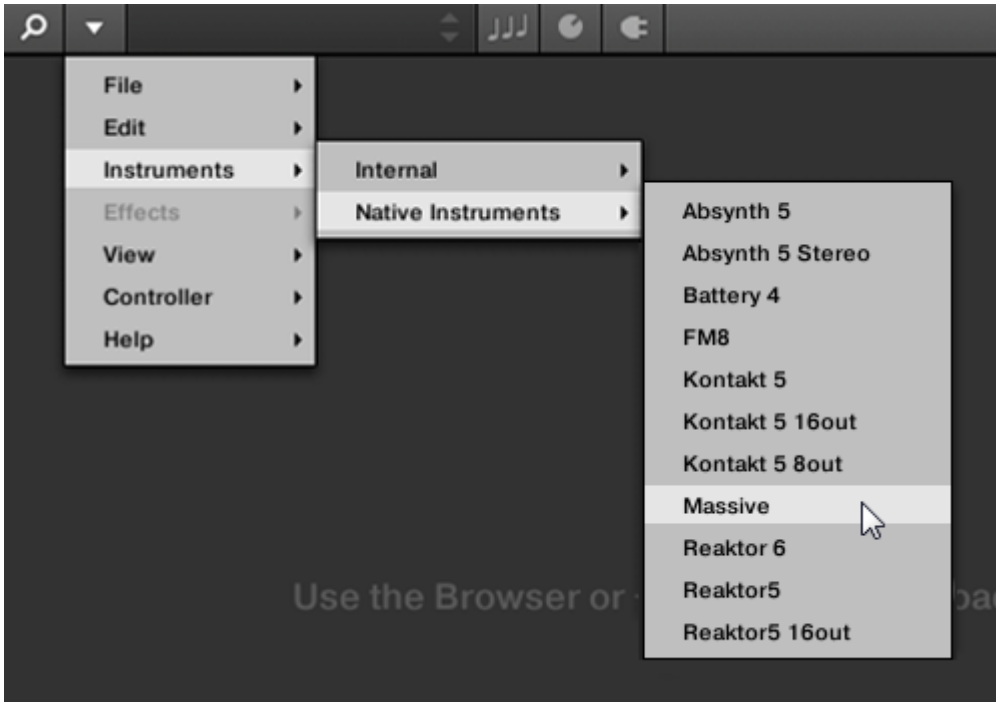 File
Edit
Instruments
Effects
View
Controller
Help
Internal
Native Instruments
Absynth 5
Absynth 5 Stereo
Battery 4
FM8
Kontakt 5
Kontakt 5 16out
Kontakt 5 8out
Massive
Reaktor 6
Reaktor5
Reaktor5 16out
Use the Browser or